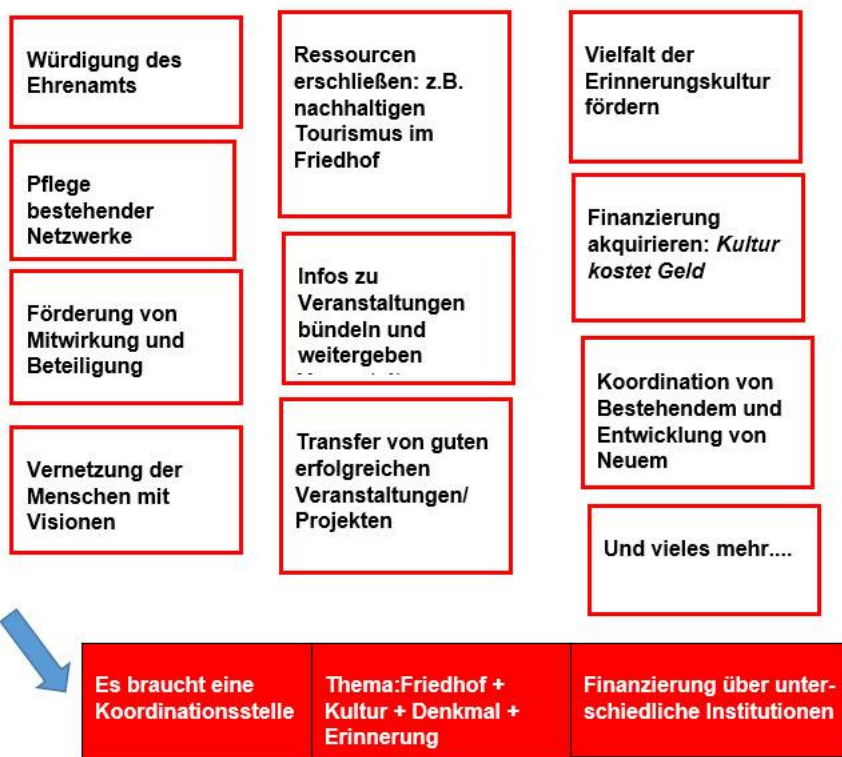 Würdigung des
Ehrenamts
Pflege
bestehender
Netzwerke
Förderung von
Mitwirkung und
Beteiligung
Vernetzung der
Menschen mit
Visionen
Ressourcen
erschließen: z.B.
nachhaltigen
Tourismus im
Friedhof
Infos zu
Veranstaltungen
bündeln und
weitergeben
Transfer von guten
erfolgreichen
Veranstaltungen/
Projekten
Vielfalt der
Erinnerungskultur
fördern
Finanzierung
akquirieren: Kultur
kostet Geld
Koordination von
Bestehendem und
Entwicklung von
Neuem
Und vieles mehr....
Es braucht eine
Koordinationsstelle
Thema:Friedhof +
Kultur + Denkmal +
Erinnerung
Finanzierung über unter-
schiedliche Institutionen